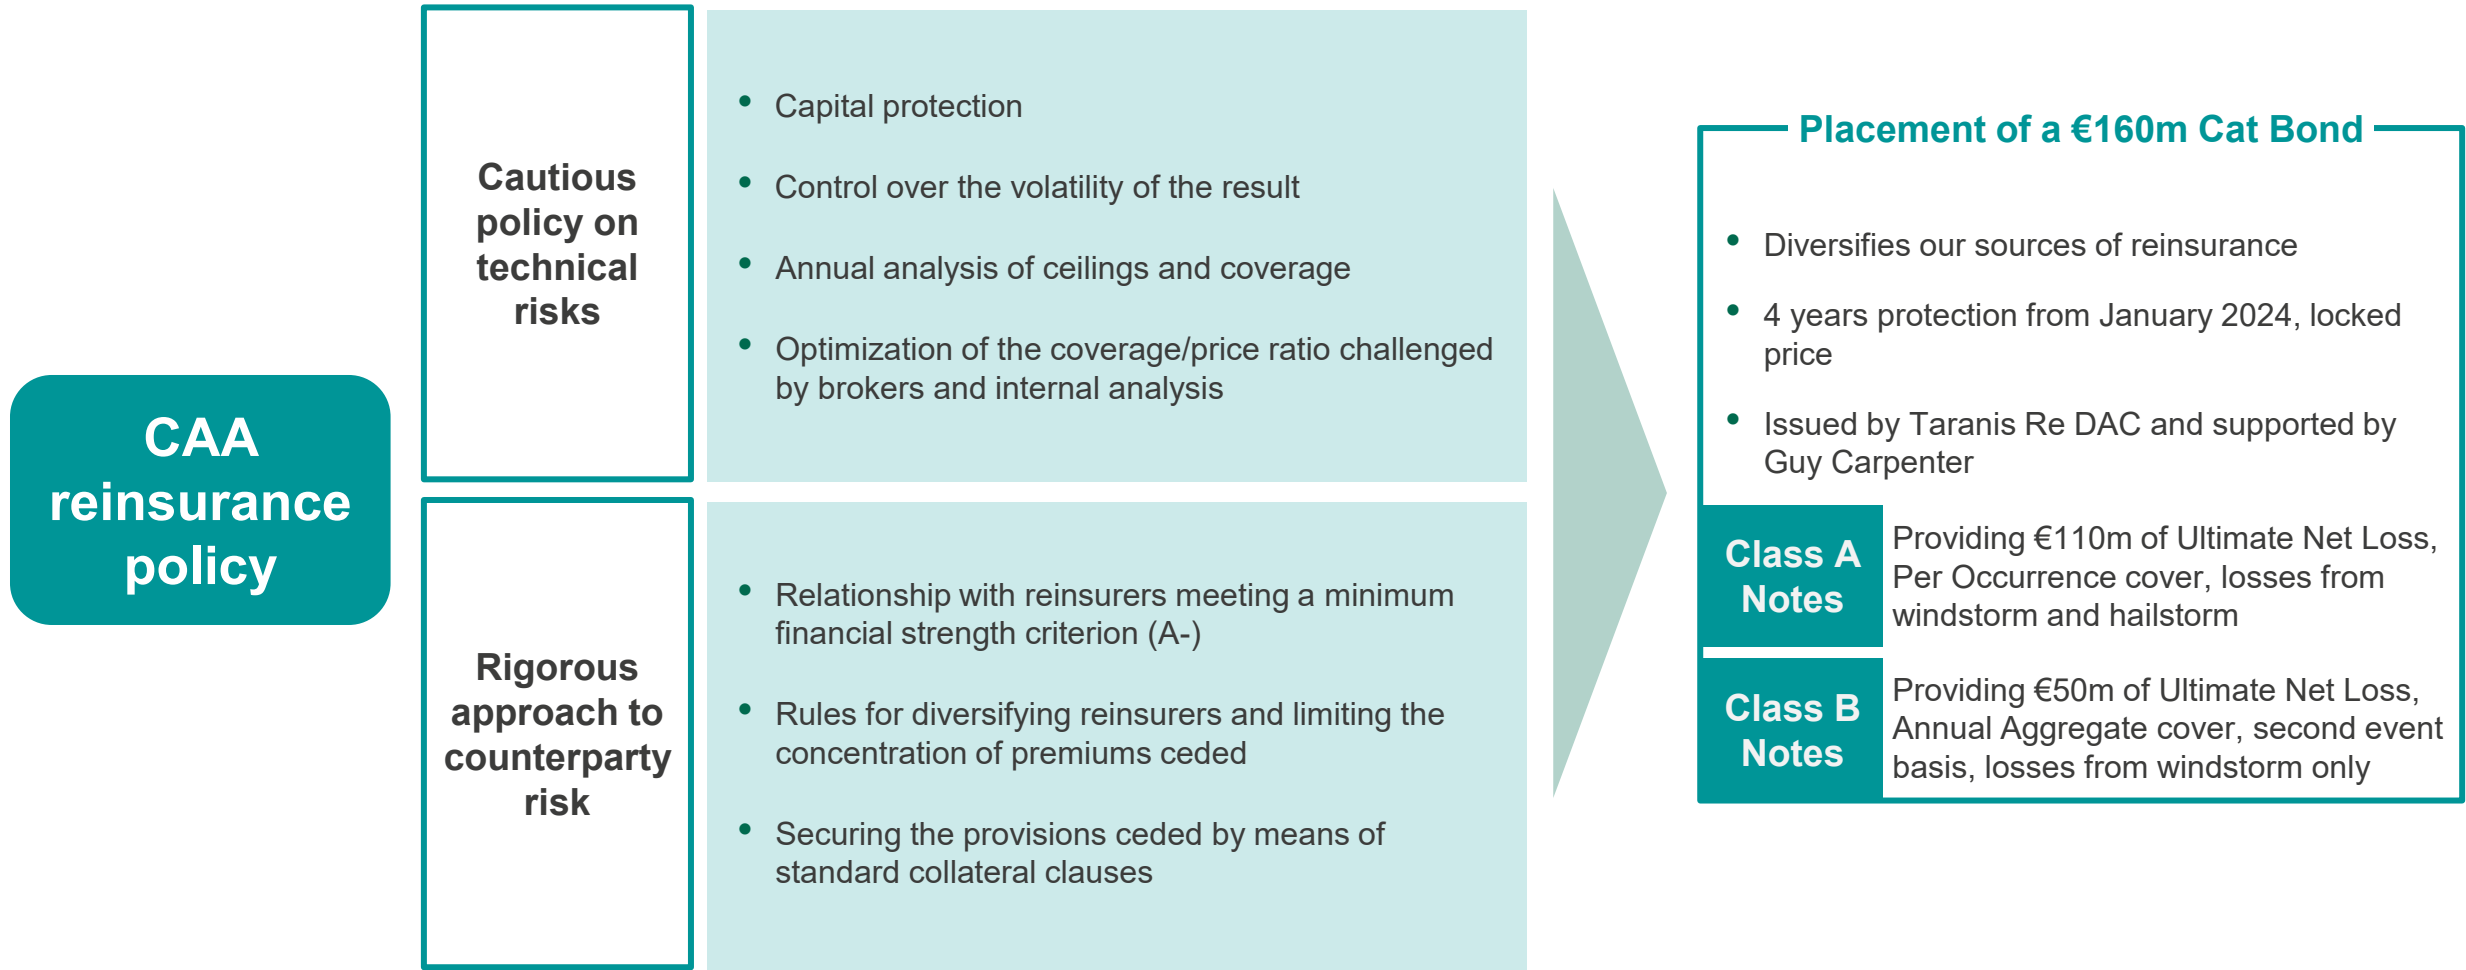 CAA
reinsurance
policy
Cautious
policy on
technical
risks
• Capital protection
• Control over the volatility of the result
• Annual analysis of ceilings and coverage
• Optimization of the coverage/price ratio challenged
by brokers and internal analysis
Rigorous
approach to
counterparty
risk
• Relationship with reinsurers meeting a minimum
financial strength criterion (A-)
• Rules for diversifying reinsurers and limiting the
concentration of premiums ceded
• Securing the provisions ceded by means of
standard collateral clauses
Placement of a €160m Cat Bond
• Diversifies our sources of reinsurance
• 4 years protection from January 2024, locked
price
• Issued by Taranis Re DAC and supported by
Guy Carpenter
Class A
Notes
Providing €110m of Ultimate Net Loss,
Per Occurrence cover, losses from
windstorm and hailstorm
Class B
Notes
Providing €50m of Ultimate Net Loss,
Annual Aggregate cover, second event
basis, losses from windstorm only